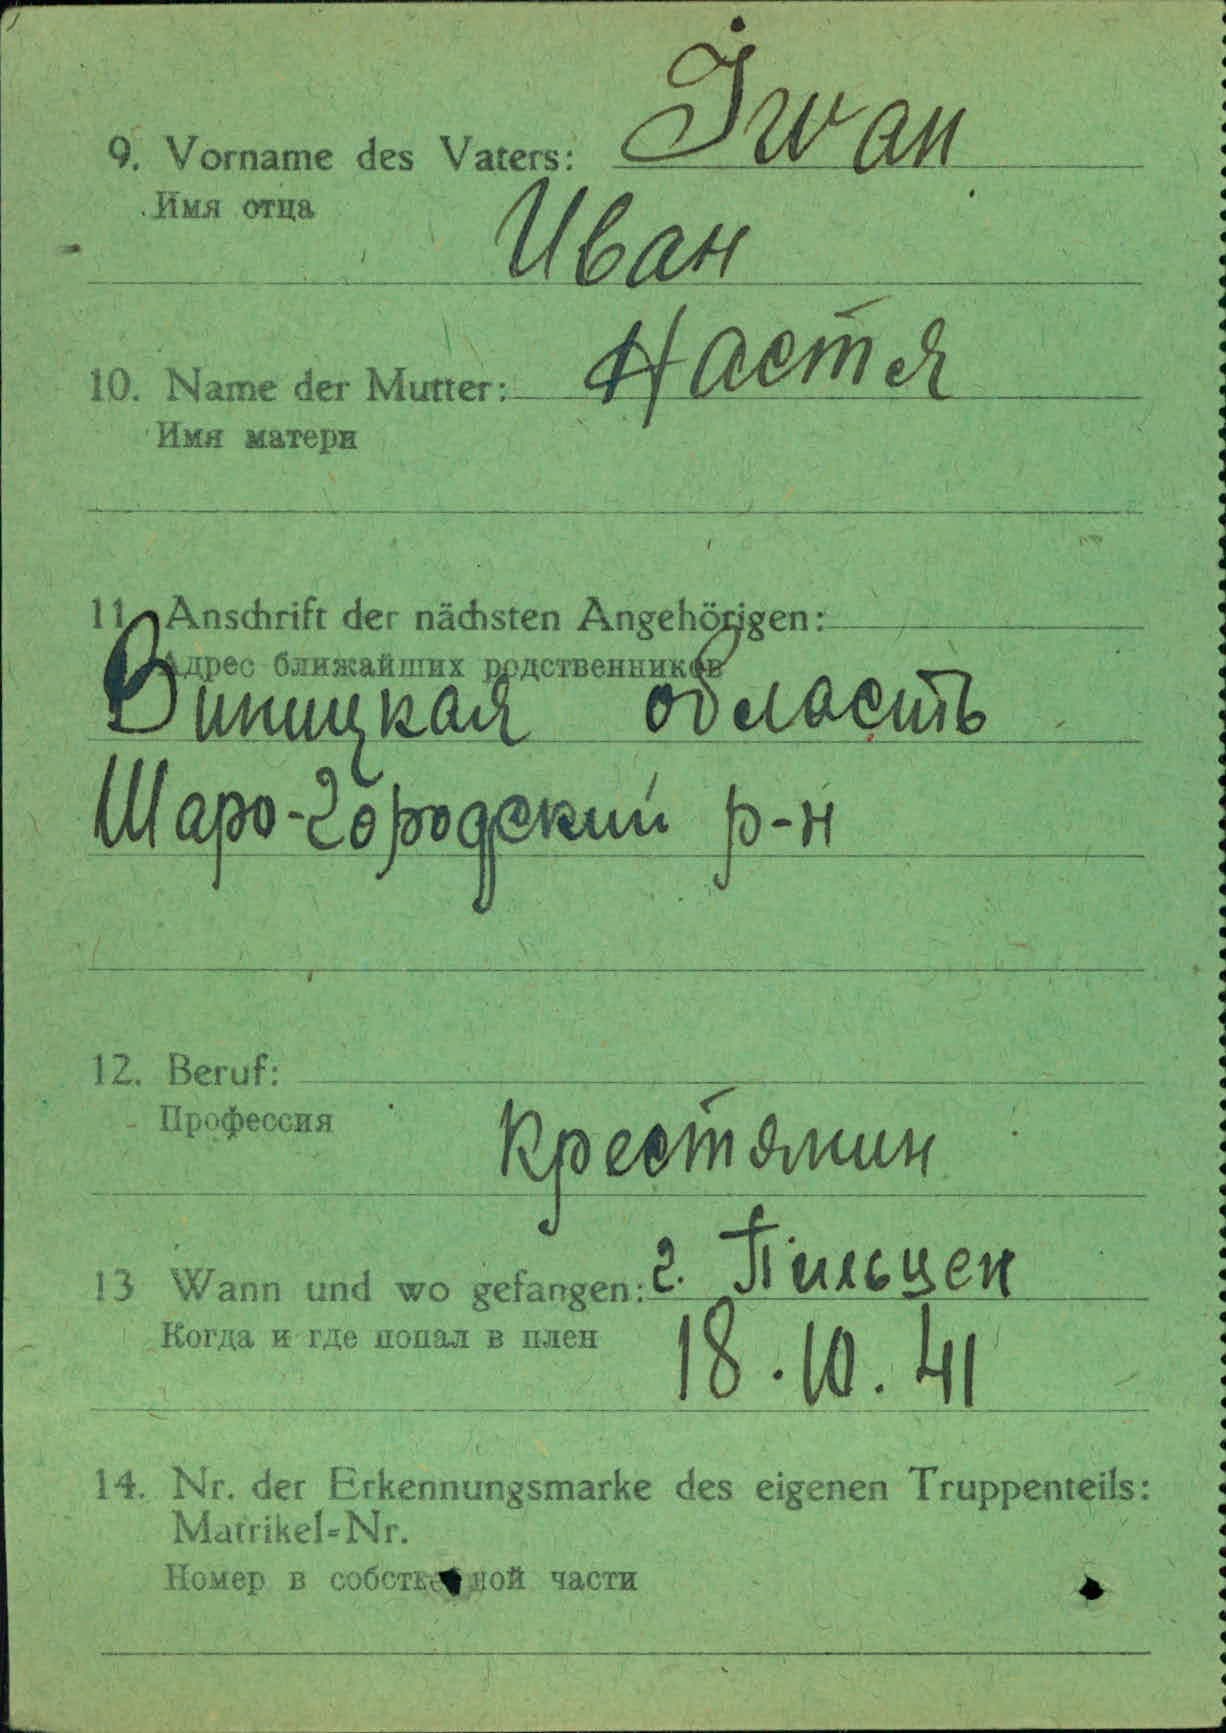 9. Vorname des Vaters: Iwan
Имя отца
Иван
10. Name der Mutter: Настя
Имя матери
11. Anschrift der nächsten Angehörigen:
Адрес ближайших родственников
Виницкая область
Шаро-городский р-н
12. Beruf:
Профессия
Крестянин
13 Wann und wo gefangen: г. Пильцен
Когда и где попал в плен
18.10.41
14. Nr. der Erkennungsmarke des eigenen Truppenteils:
Matrikel-Nr.
Номер в собственной части